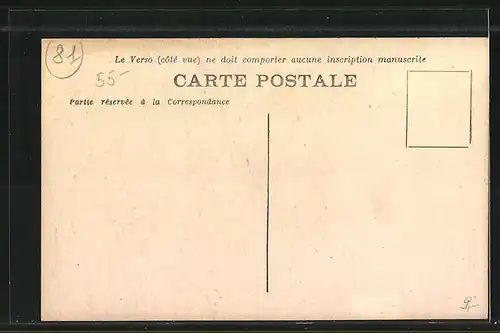 81
Le Verso (côté vue) ne doit comporter aucune inscription manuscrite
55-
CARTE POSTALE
Partie réservée à la Correspondance